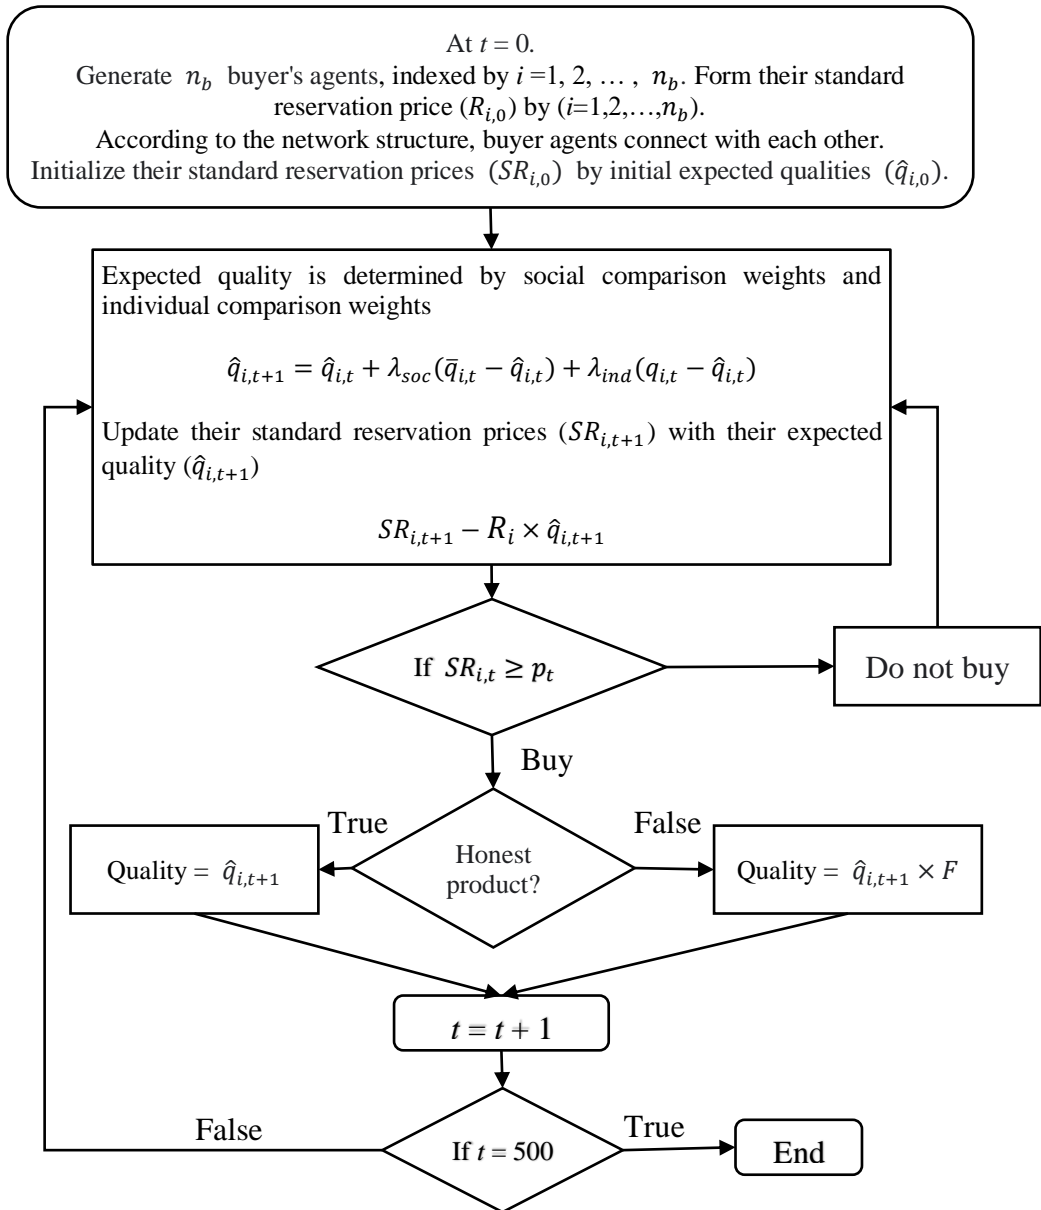 At t = 0.
Generate n_b buyer's agents, indexed by i =1, 2, … , n_b. Form their standard
reservation price (R_{i,0}) by (i=1,2,…,n_b).
According to the network structure, buyer agents connect with each other.
Initialize their standard reservation prices (SR_{i,0}) by initial expected qualities (q̂_{i,0}).
Expected quality is determined by social comparison weights and
individual comparison weights
q̂_{i,t+1} = q̂_{i,t} + λ_{soc}(q̄_{i,t} − q̂_{i,t}) + λ_{ind}(q_{i,t} − q̂_{i,t})
Update their standard reservation prices (SR_{i,t+1}) with their expected
quality (q̂_{i,t+1})
SR_{i,t+1} − R_i × q̂_{i,t+1}
If SR_{i,t} ≥ p_t
Do not buy
Buy
True
False
Honest
product?
Quality = q̂_{i,t+1}
Quality = q̂_{i,t+1} × F
t = t + 1
False
If t = 500
True
End